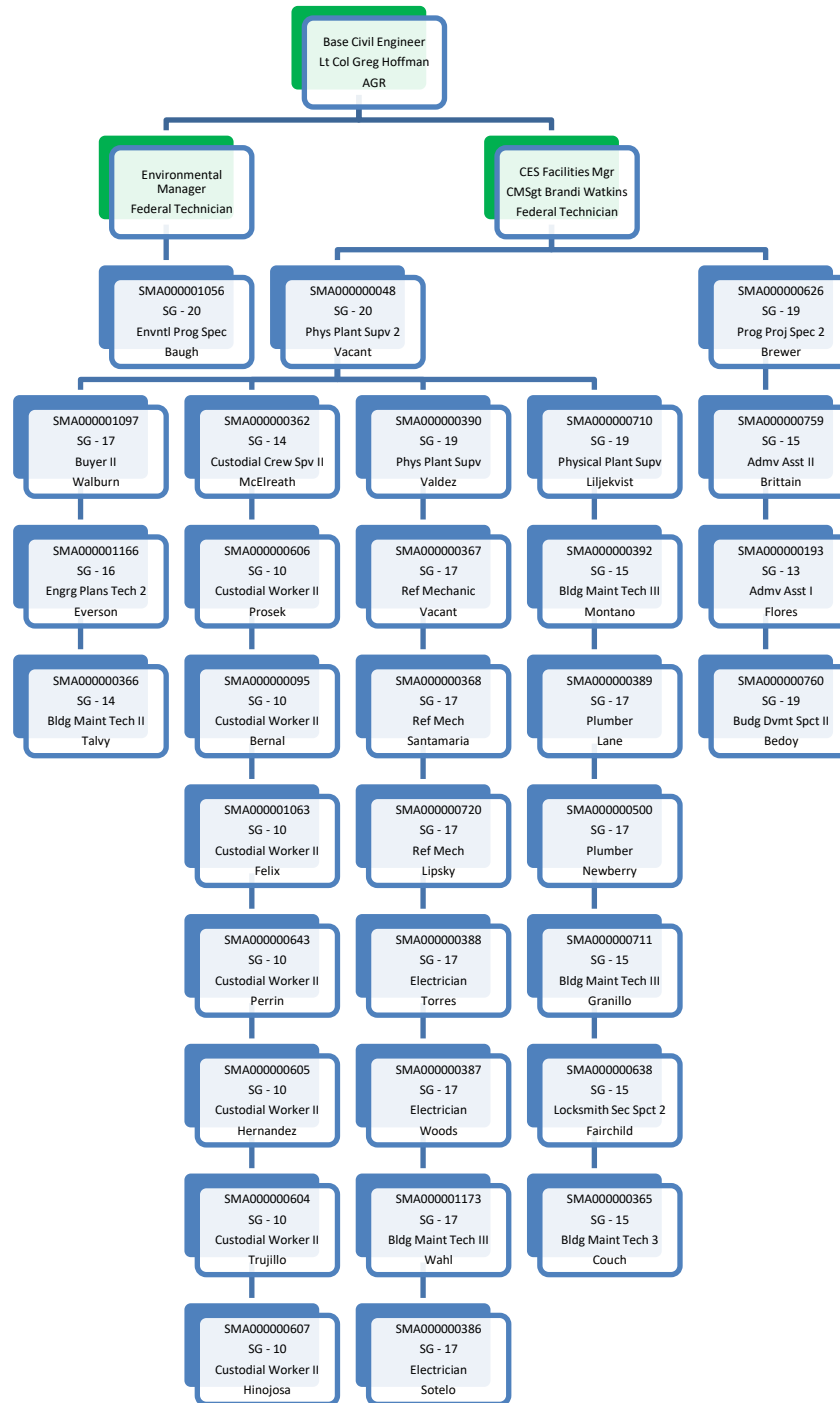 Base Civil Engineer
Lt Col Greg Hoffman
AGR
Environmental
Manager
Federal Technician
CES Facilities Mgr
CMSgt Brandi Watkins
Federal Technician
SMA000001056
SG - 20
Envntl Prog Spec
Baugh
SMA000000048
SG - 20
Phys Plant Supv 2
Vacant
SMA000000626
SG - 19
Prog Proj Spec 2
Brewer
SMA000001097
SG - 17
Buyer II
Walburn
SMA000001166
SG - 16
Engrg Plans Tech 2
Everson
SMA000000366
SG - 14
Bldg Maint Tech II
Talvy
SMA000000362
SG - 14
Custodial Crew Spv II
McElreath
SMA000000606
SG - 10
Custodial Worker II
Prosek
SMA000000095
SG - 10
Custodial Worker II
Bernal
SMA000001063
SG - 10
Custodial Worker II
Felix
SMA000000643
SG - 10
Custodial Worker II
Perrin
SMA000000605
SG - 10
Custodial Worker II
Hernandez
SMA000000604
SG - 10
Custodial Worker II
Trujillo
SMA000000607
SG - 10
Custodial Worker II
Hinojosa
SMA000000390
SG - 19
Phys Plant Supv
Valdez
SMA000000367
SG - 17
Ref Mechanic
Vacant
SMA000000368
SG - 17
Ref Mech
Santamaria
SMA000000720
SG - 17
Ref Mech
Lipsky
SMA000000388
SG - 17
Electrician
Torres
SMA000000387
SG - 17
Electrician
Woods
SMA000001173
SG - 17
Bldg Maint Tech III
Wahl
SMA000000386
SG - 17
Electrician
Sotelo
SMA000000710
SG - 19
Physical Plant Supv
Liljekvist
SMA000000392
SG - 15
Bldg Maint Tech III
Montano
SMA000000389
SG - 17
Plumber
Lane
SMA000000500
SG - 17
Plumber
Newberry
SMA000000711
SG - 15
Bldg Maint Tech III
Granillo
SMA000000638
SG - 15
Locksmith Sec Spct 2
Fairchild
SMA000000365
SG - 15
Bldg Maint Tech 3
Couch
SMA000000759
SG - 15
Admv Asst II
Brittain
SMA000000193
SG - 13
Admv Asst I
Flores
SMA000000760
SG - 19
Budg Dvmt Spct II
Bedoy